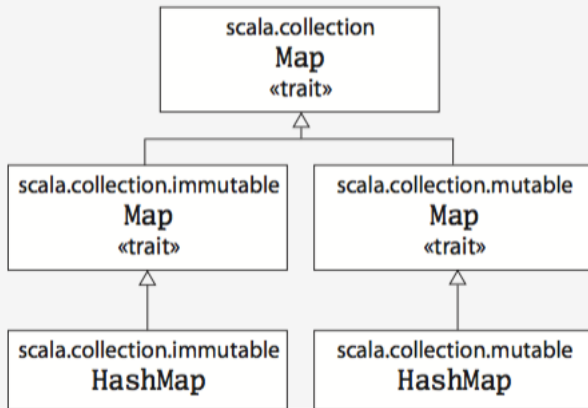 scala.collection
Map
«trait»
scala.collection.immutable
Map
«trait»
scala.collection.mutable
Map
«trait»
scala.collection.immutable
HashMap
scala.collection.mutable
HashMap